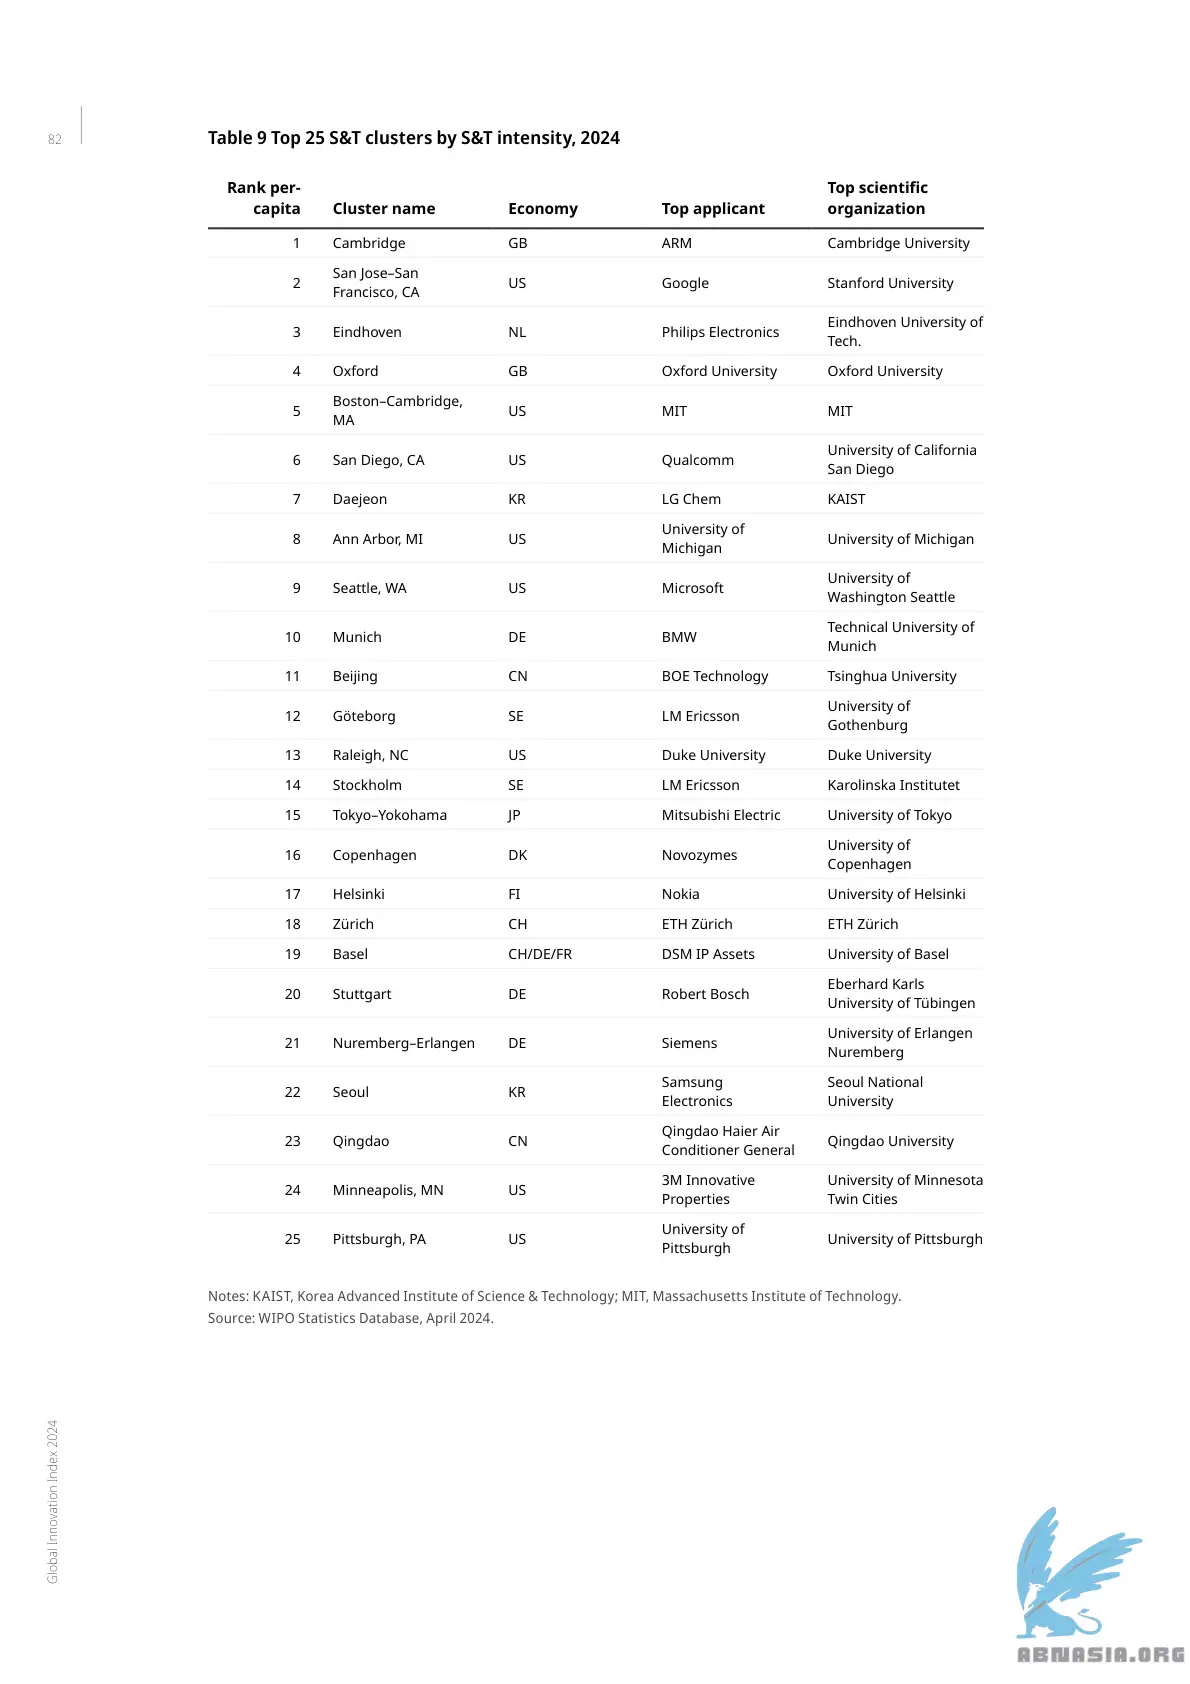 82
Table 9 Top 25 S&T clusters by S&T intensity, 2024
Rank per-capita Cluster name Economy Top applicant Top scientific organization
1 Cambridge GB ARM Cambridge University
2 San Jose–San Francisco, CA US Google Stanford University
3 Eindhoven NL Philips Electronics Eindhoven University of Tech.
4 Oxford GB Oxford University Oxford University
5 Boston–Cambridge, MA US MIT MIT
6 San Diego, CA US Qualcomm University of California San Diego
7 Daejeon KR LG Chem KAIST
8 Ann Arbor, MI US University of Michigan University of Michigan
9 Seattle, WA US Microsoft University of Washington Seattle
10 Munich DE BMW Technical University of Munich
11 Beijing CN BOE Technology Tsinghua University
12 Göteborg SE LM Ericsson University of Gothenburg
13 Raleigh, NC US Duke University Duke University
14 Stockholm SE LM Ericsson Karolinska Institutet
15 Tokyo–Yokohama JP Mitsubishi Electric University of Tokyo
16 Copenhagen DK Novozymes University of Copenhagen
17 Helsinki FI Nokia University of Helsinki
18 Zürich CH ETH Zürich ETH Zürich
19 Basel CH/DE/FR DSM IP Assets University of Basel
20 Stuttgart DE Robert Bosch Eberhard Karls University of Tübingen
21 Nuremberg–Erlangen DE Siemens University of Erlangen Nuremberg
22 Seoul KR Samsung Electronics Seoul National University
23 Qingdao CN Qingdao Haier Air Conditioner General Qingdao University
24 Minneapolis, MN US 3M Innovative Properties University of Minnesota Twin Cities
25 Pittsburgh, PA US University of Pittsburgh University of Pittsburgh
Notes: KAIST, Korea Advanced Institute of Science & Technology; MIT, Massachusetts Institute of Technology.
Source: WIPO Statistics Database, April 2024.
Global Innovation Index 2024
ABNASIA.ORG